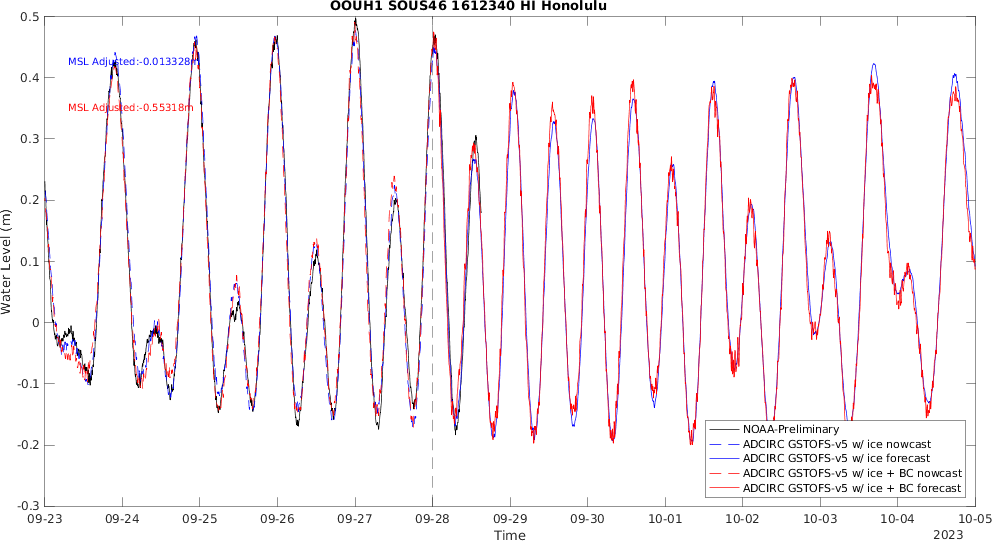 OOUH1 SOUS46 1612340 HI Honolulu
0.5
0.4
0.3
0.2
0.1
0
-0.1
-0.2
-0.3
Water Level (m)
MSL Adjusted:-0.013328m
MSL Adjusted:-0.55318m
NOAA-Preliminary
ADCIRC GSTOFS-v5 w/ ice nowcast
ADCIRC GSTOFS-v5 w/ ice forecast
ADCIRC GSTOFS-v5 w/ ice + BC nowcast
ADCIRC GSTOFS-v5 w/ ice + BC forecast
09-23 09-24 09-25 09-26 09-27 09-28 09-29 09-30 10-01 10-02 10-03 10-04 10-05
Time
2023